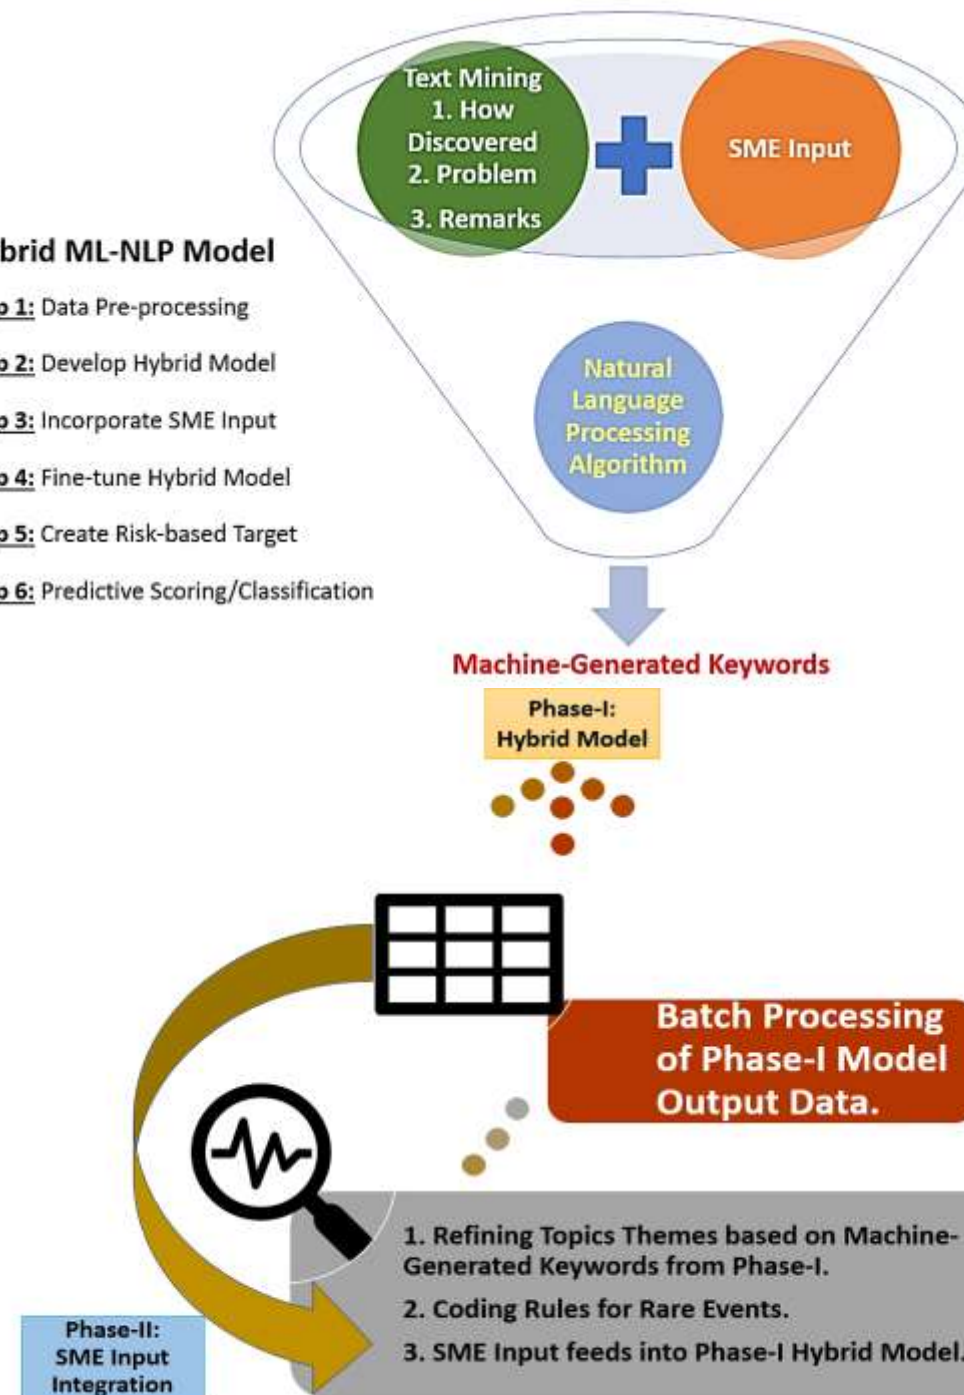 Text Mining
1. How
Discovered
2. Problem
3. Remarks
SME Input
brid ML-NLP Model
p 1: Data Pre-processing
p 2: Develop Hybrid Model
p 3: Incorporate SME Input
p 4: Fine-tune Hybrid Model
p 5: Create Risk-based Target
p 6: Predictive Scoring/Classification
Natural
Language
Processing
Algorithm
Machine-Generated Keywords
Phase-I:
Hybrid Model
Batch Processing
of Phase-I Model
Output Data.
1. Refining Topics Themes based on Machine-
Generated Keywords from Phase-I.
2. Coding Rules for Rare Events.
3. SME Input feeds into Phase-I Hybrid Model.
Phase-II:
SME Input
Integration